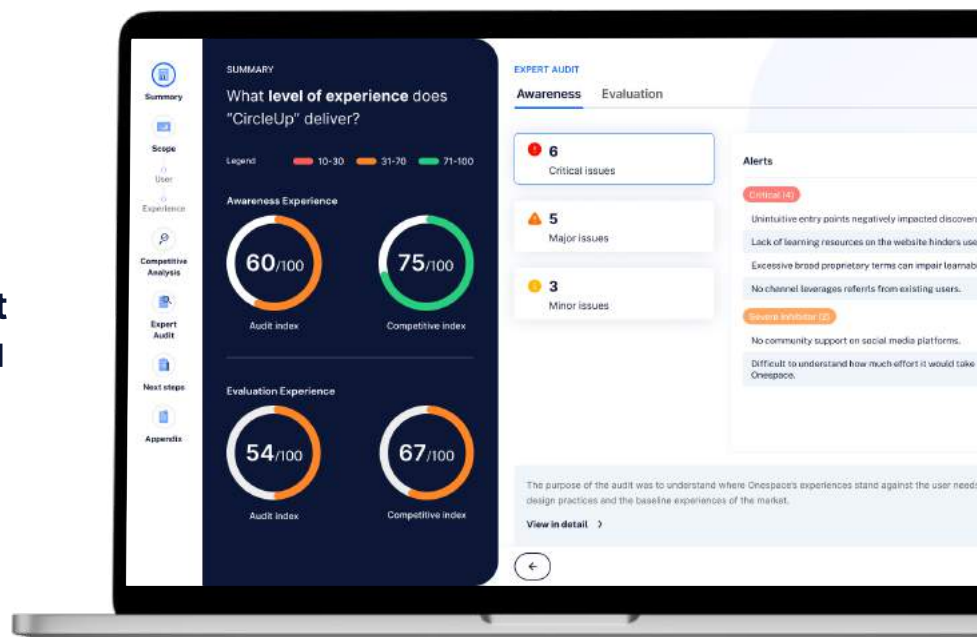 SUMMARY
What level of experience does
"CircleUp" deliver?
Legend 10-30 31-70 71-100
Awareness Experience
60/100
75/100
Audit index
Competitive index
Evaluation Experience
54/100
67/100
Audit index
Competitive index
Summary
Scope
User
Experience
Competitive
Analysis
Expert
Audit
Next steps
Appendix
EXPERT AUDIT
Awareness Evaluation
6
Critical issues
5
Major issues
3
Minor issues
Alerts
Critical (4)
Unintuitive entry points negatively impacted
Lack of learning resources on the website hinders
Excessive broad proprietary terms can impair
No channel leverages referrts from existing users.
Severe Inhibitor (2)
No community support on social media platforms.
Difficult to understand how much effort it would take
Onespace.
The purpose of the audit was to understand where Onespace's experiences stand against the user needs
design practices and the baseline experiences of the market.
View in detail